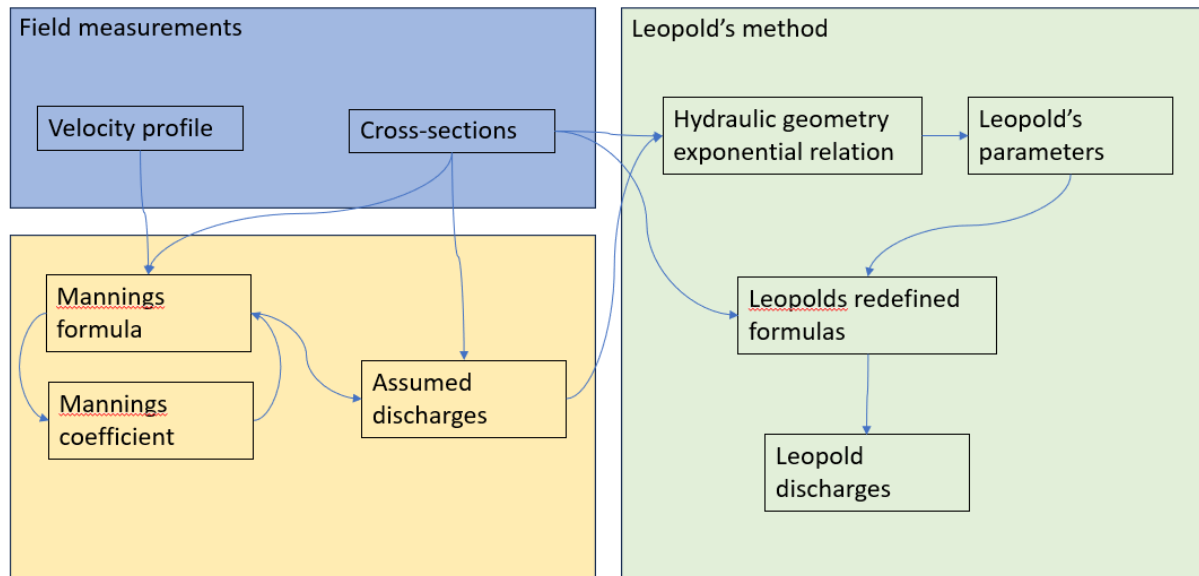 Field measurements
Velocity profile
Cross-sections
Mannings
formula
Mannings
coefficient
Assumed
discharges
Leopold’s method
Hydraulic geometry
exponential relation
Leopold’s
parameters
Leopolds redefined
formulas
Leopold
discharges